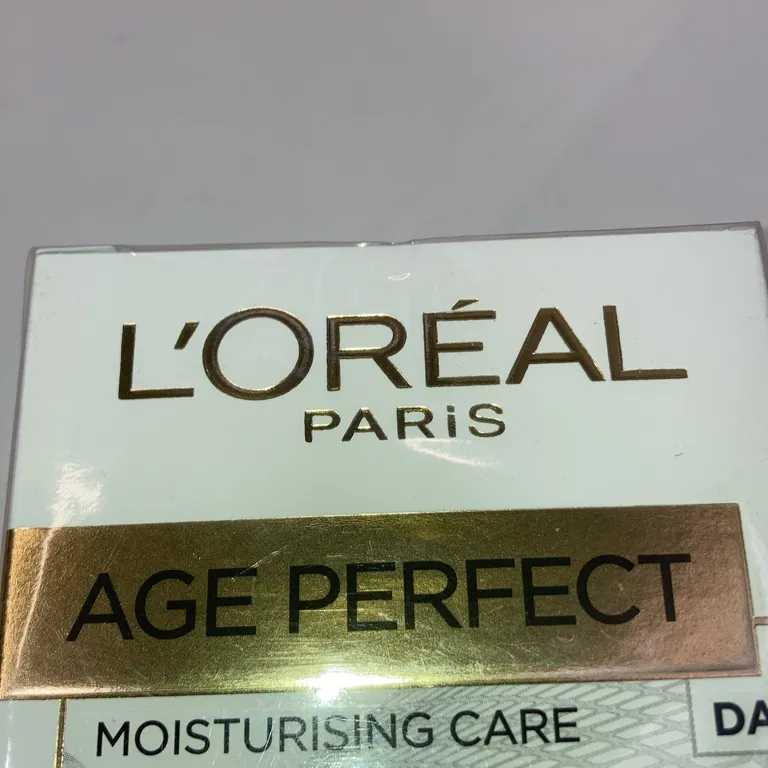 L'ORÉAL
PARiS
AGE PERFECT
MOISTURISING CARE